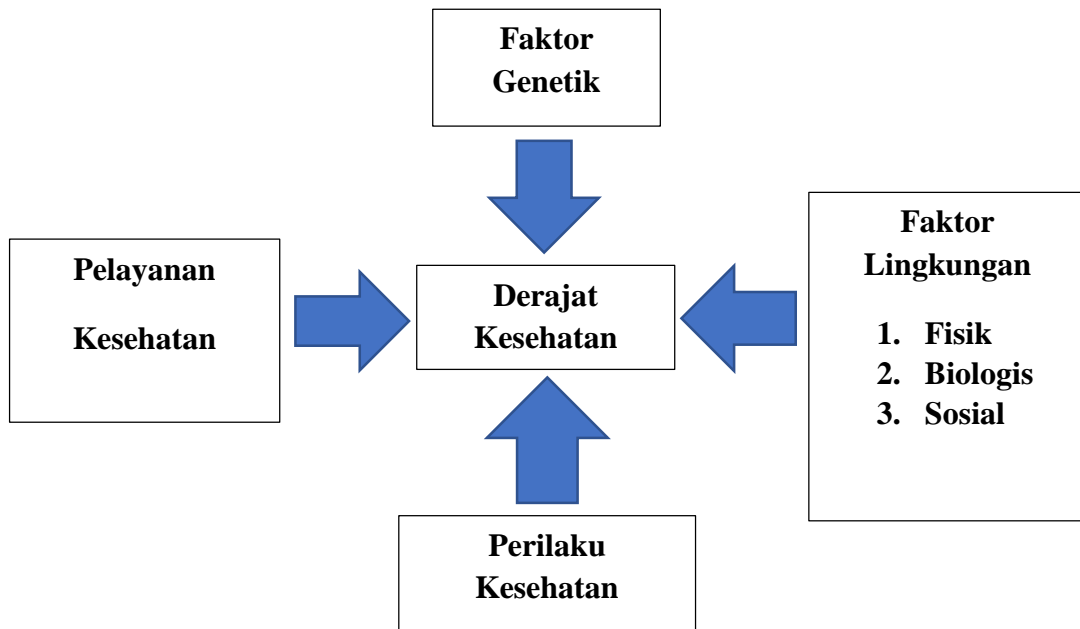 Faktor
Genetik
Pelayanan
Kesehatan
Derajat
Kesehatan
Faktor
Lingkungan
1. Fisik
2. Biologis
3. Sosial
Perilaku
Kesehatan